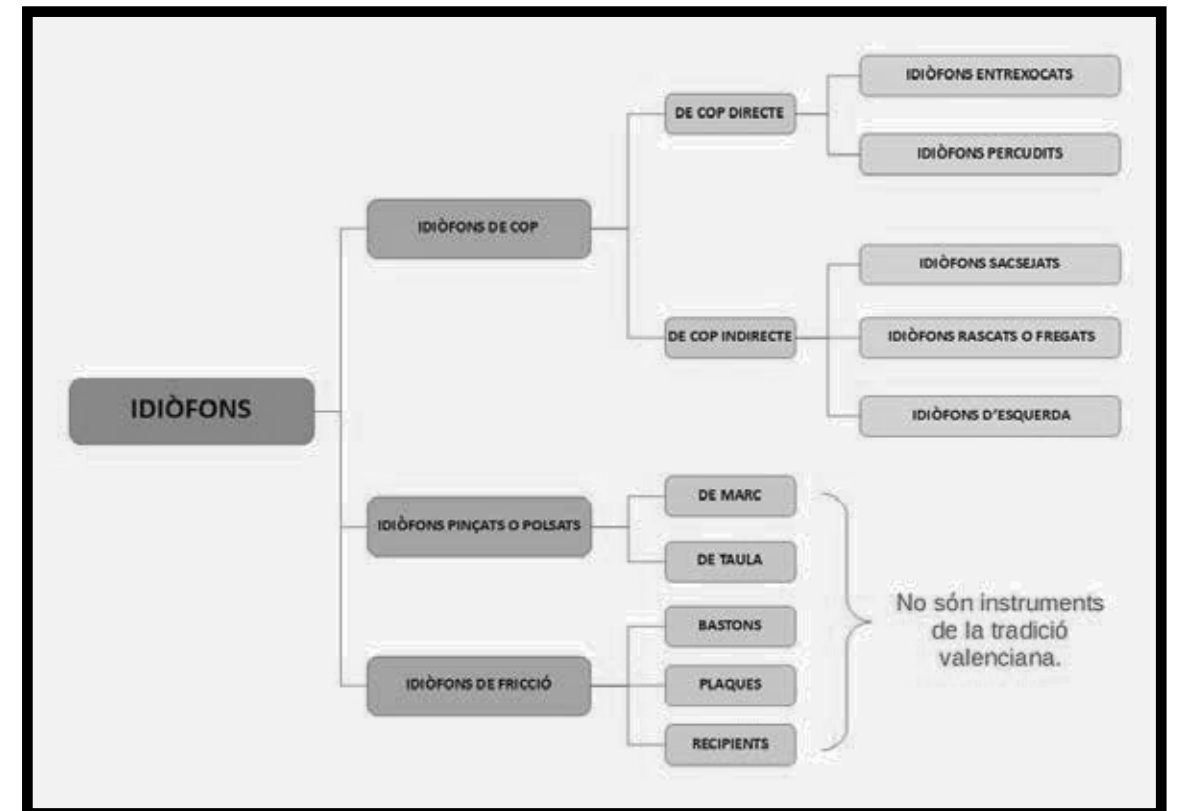 IDIÒFONS
IDIÒFONS DE COP
DE COP DIRECTE
IDIÒFONS ENTREXOCATS
IDIÒFONS PERCUDITS
DE COP INDIRECTE
IDIÒFONS SACSEJATS
IDIÒFONS RASCATS O FREGATS
IDIÒFONS D'ESQUERDA
IDIÒFONS PINÇATS O POLSATS
DE MARC
DE TAULA
IDIÒFONS DE FRICCIÓ
BASTONS
PLAQUES
RECIPIENTS
No són instruments
de la tradició
valenciana.